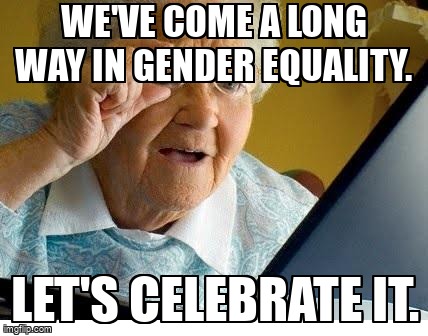 WE'VE COME A LONG
WAY IN GENDER EQUALITY.
LET'S CELEBRATE IT.
imgflip.com